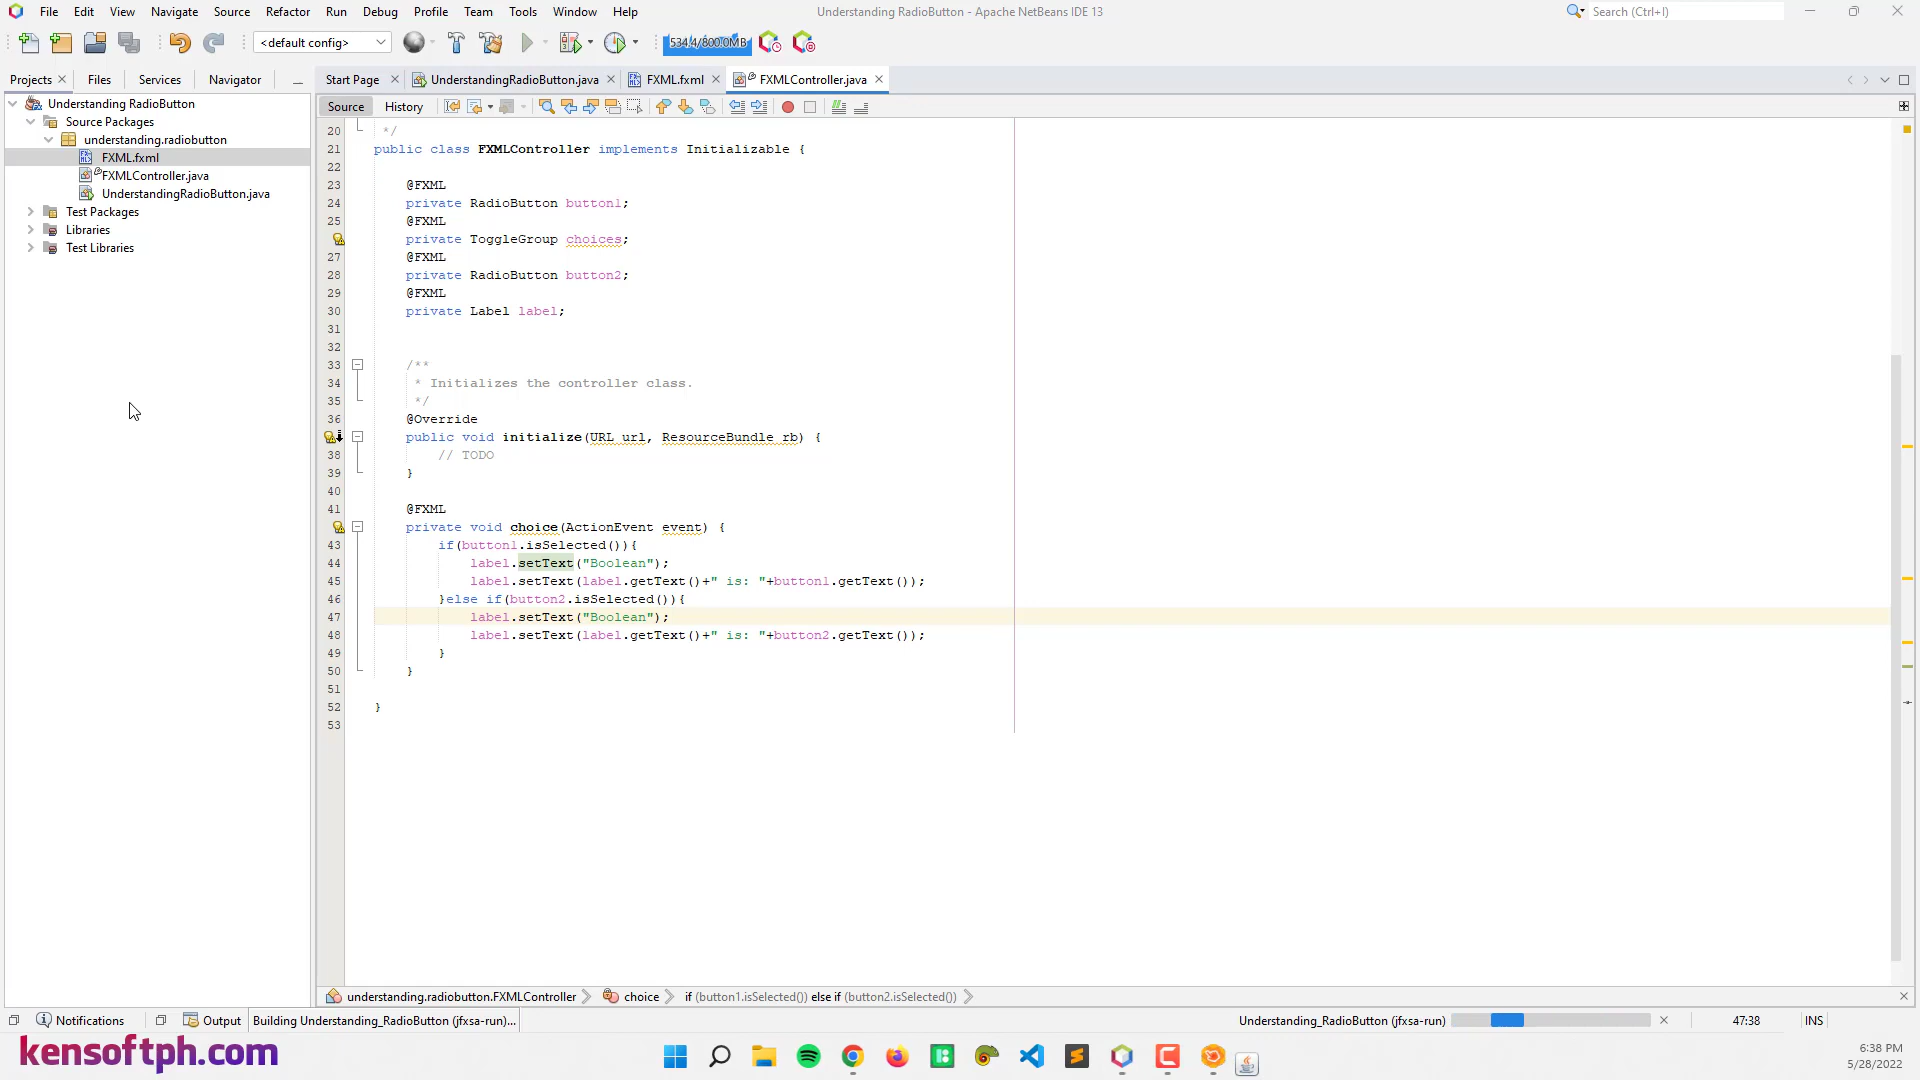 File Edit View Navigate Source Refactor Run Debug Profile Team Tools Window Help
Understanding RadioButton - Apache NetBeans IDE 13
Search (Ctrl+I)
<default config>
534.4/800.0MB
Projects Files Services Navigator
Start Page UnderstandingRadioButton.java FXML.fxml FXMLController.java
Understanding RadioButton
Source Packages
understanding.radiobutton
FXML.fxml
FXMLController.java
UnderstandingRadioButton.java
Test Packages
Libraries
Test Libraries
Source History
20 */
21 public class FXMLController implements Initializable {
22
23 @FXML
24 private RadioButton button1;
25 @FXML
private ToggleGroup choices;
27 @FXML
28 private RadioButton button2;
29 @FXML
30 private Label label;
31
32
33 /**
34 * Initializes the controller class.
35 */
36 @Override
public void initialize(URL url, ResourceBundle rb) {
38 // TODO
39 }
40
41 @FXML
private void choice(ActionEvent event) {
43 if(button1.isSelected()){
44 label.setText("Boolean");
45 label.setText(label.getText()+" is: "+button1.getText());
46 }else if(button2.isSelected()){
47 label.setText("Boolean");
48 label.setText(label.getText()+" is: "+button2.getText());
49 }
50 }
51
52 }
53
understanding.radiobutton.FXMLController choice if (button1.isSelected()) else if (button2.isSelected())
Notifications Output Building Understanding_RadioButton (jfxsa-run)... Understanding_RadioButton (jfxsa-run) 47:38 INS
kensoftph.com
6:38 PM
5/28/2022